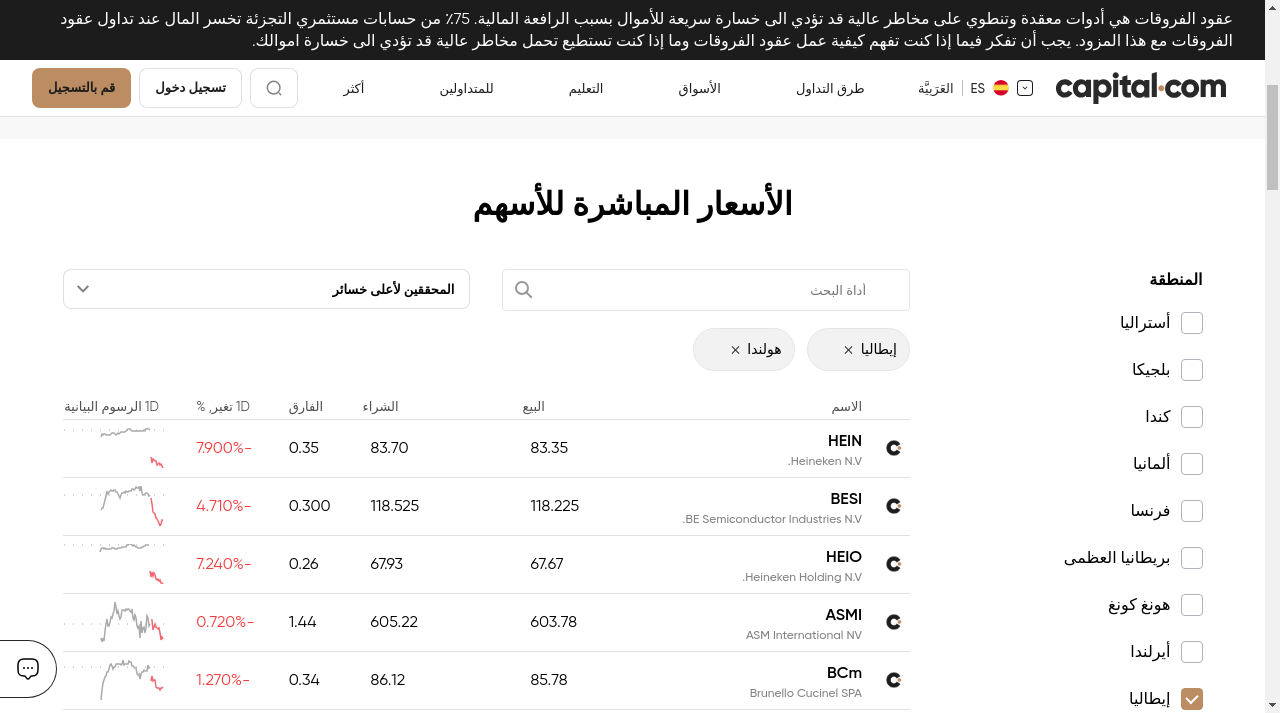 عقود الفروقات هي أدوات معقدة وتنطوي على مخاطر عالية قد تؤدي الى خسارة سريعة للأموال بسبب الرافعة المالية. 75٪ من حسابات مستثمري التجزئة تخسر المال عند تداول عقود
الفروقات مع هذا المزود. يجب أن تفكر فيما إذا كنت تفهم كيفية عمل عقود الفروقات وما إذا كنت تستطيع تحمل مخاطر عالية قد تؤدي الى خسارة اموالك.
capital.com
ES العَرَبِيَّة
طرق التداول
الأسواق
التعليم
للمتداولين
أكثر
تسجيل دخول
قم بالتسجيل
الأسعار المباشرة للأسهم
المنطقة
أستراليا
بلجيكا
كندا
ألمانيا
فرنسا
بريطانيا العظمى
هونغ كونغ
أيرلندا
إيطاليا
أداة البحث
المحققين لأعلى خسائر
إيطاليا ×
هولندا ×
الاسم البيع الشراء الفارق 1D تغير, % 1D الرسوم البيانية
HEIN 83.35 83.70 0.35 -7.900%
Heineken N.V.
BESI 118.225 118.525 0.300 -4.710%
BE Semiconductor Industries N.V.
HEIO 67.67 67.93 0.26 -7.240%
Heineken Holding N.V.
ASMI 603.78 605.22 1.44 -0.720%
ASM International NV
BCm 85.78 86.12 0.34 -1.270%
Brunello Cucinel SPA